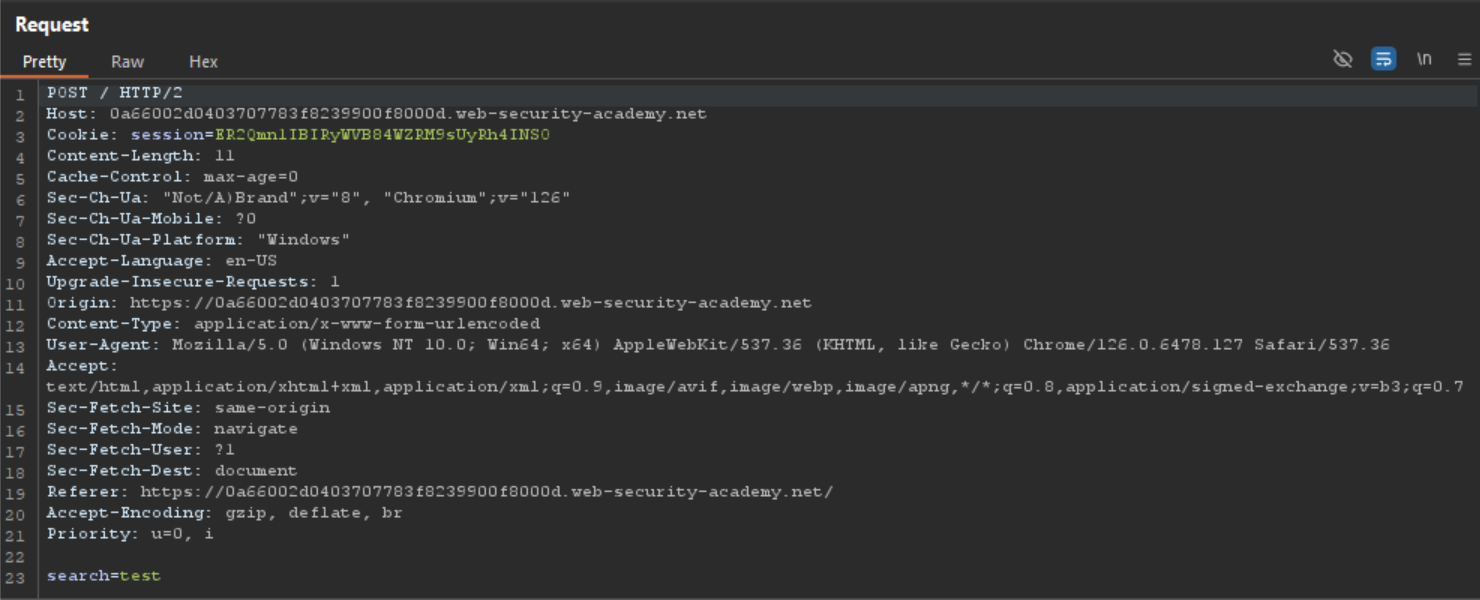 Request
Pretty Raw Hex
\n
1 POST / HTTP/2
2 Host: 0a66002d0403707783f8239900f8000d.web-security-academy.net
3 Cookie: session=ER2Qmn1IBIRyWVB84WZRM9sUyRh4INS0
4 Content-Length: 11
5 Cache-Control: max-age=0
6 Sec-Ch-Ua: "Not/A)Brand";v="8", "Chromium";v="126"
7 Sec-Ch-Ua-Mobile: ?0
8 Sec-Ch-Ua-Platform: "Windows"
9 Accept-Language: en-US
10 Upgrade-Insecure-Requests: 1
11 Origin: https://0a66002d0403707783f8239900f8000d.web-security-academy.net
12 Content-Type: application/x-www-form-urlencoded
13 User-Agent: Mozilla/5.0 (Windows NT 10.0; Win64; x64) AppleWebKit/537.36 (KHTML, like Gecko) Chrome/126.0.6478.127 Safari/537.36
14 Accept:
text/html,application/xhtml+xml,application/xml;q=0.9,image/avif,image/webp,image/apng,*/*;q=0.8,application/signed-exchange;v=b3;q=0.7
15 Sec-Fetch-Site: same-origin
16 Sec-Fetch-Mode: navigate
17 Sec-Fetch-User: ?1
18 Sec-Fetch-Dest: document
19 Referer: https://0a66002d0403707783f8239900f8000d.web-security-academy.net/
20 Accept-Encoding: gzip, deflate, br
21 Priority: u=0, i
22
23 search=test